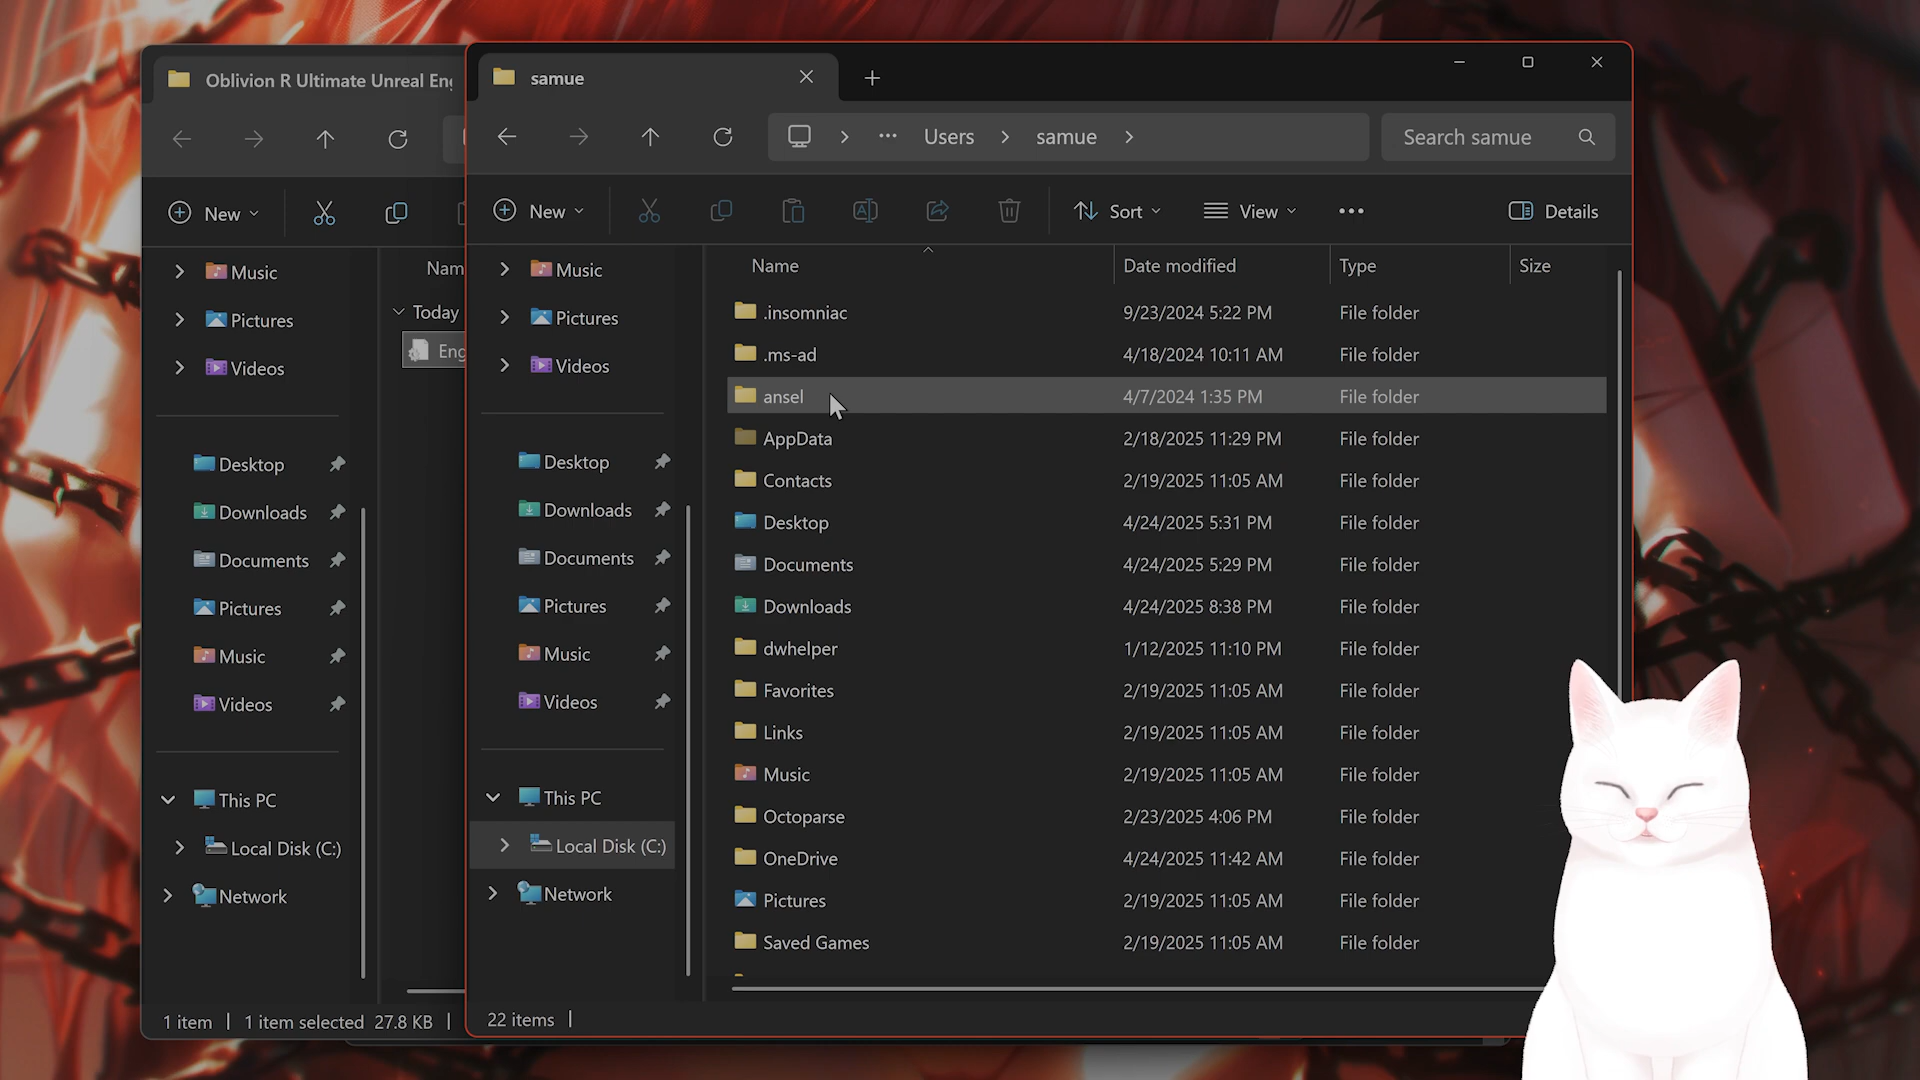 Oblivion R Ultimate Unreal Eng
New
Music
Pictures
Videos
Desktop
Downloads
Documents
Pictures
Music
Videos
This PC
Local Disk (C:)
Network
Nam
Today
Eng
1 item | 1 item selected 27.8 KB |
samue
Users > samue >
Search samue
New
Sort
View
Details
Music
Pictures
Videos
Desktop
Downloads
Documents
Pictures
Music
Videos
This PC
Local Disk (C:)
Network
Name Date modified Type Size
.insomniac 9/23/2024 5:22 PM File folder
.ms-ad 4/18/2024 10:11 AM File folder
ansel 4/7/2024 1:35 PM File folder
AppData 2/18/2025 11:29 PM File folder
Contacts 2/19/2025 11:05 AM File folder
Desktop 4/24/2025 5:31 PM File folder
Documents 4/24/2025 5:29 PM File folder
Downloads 4/24/2025 8:38 PM File folder
dwhelper 1/12/2025 11:10 PM File folder
Favorites 2/19/2025 11:05 AM File folder
Links 2/19/2025 11:05 AM File folder
Music 2/19/2025 11:05 AM File folder
Octoparse 2/23/2025 4:06 PM File folder
OneDrive 4/24/2025 11:42 AM File folder
Pictures 2/19/2025 11:05 AM File folder
Saved Games 2/19/2025 11:05 AM File folder
22 items |